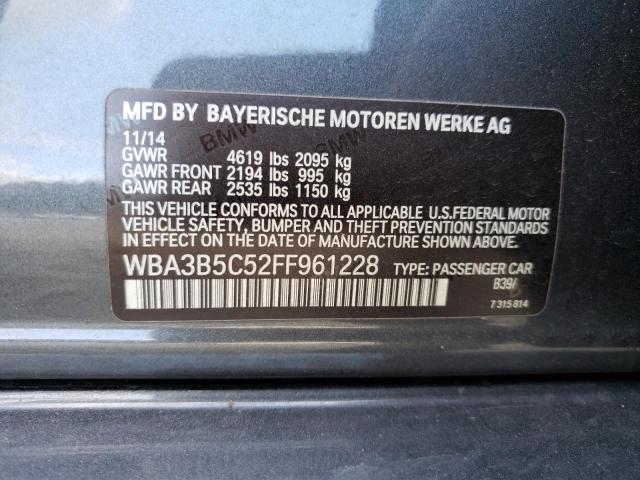 MFD BY BAYERISCHE MOTOREN WERKE AG
11/14
GVWR 4619 lbs 2095 kg
GAWR FRONT 2194 lbs 995 kg
GAWR REAR 2535 lbs 1150 kg
THIS VEHICLE CONFORMS TO ALL APPLICABLE U.S.FEDERAL MOTOR
VEHICLE SAFETY, BUMPER AND THEFT PREVENTION STANDARDS
IN EFFECT ON THE DATE OF MANUFACTURE SHOWN ABOVE.
WBA3B5C52FF961228 TYPE: PASSENGER CAR
B39/
7315814
BMW
BMW